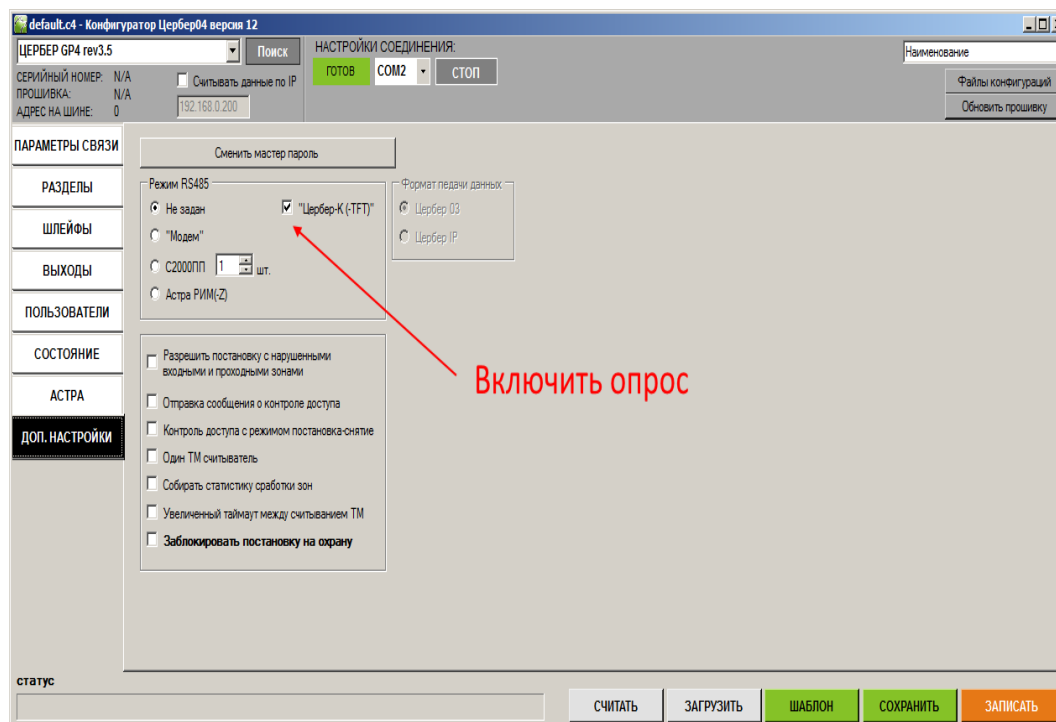 default.c4 - Конфигуратор Цербер04 версия 12
ЦЕРБЕР GP4 rev3.5
Поиск
СЕРИЙНЫЙ НОМЕР: N/A
ПРОШИВКА: N/A
АДРЕС НА ШИНЕ: 0
Считывать данные по IP
192.168.0.200
НАСТРОЙКИ СОЕДИНЕНИЯ:
ГОТОВ COM2 СТОП
Наименование
Файлы конфигураций
Обновить прошивку
ПАРАМЕТРЫ СВЯЗИ
РАЗДЕЛЫ
ШЛЕЙФЫ
ВЫХОДЫ
ПОЛЬЗОВАТЕЛИ
СОСТОЯНИЕ
АСТРА
ДОП. НАСТРОЙКИ
Сменить мастер пароль
Режим RS485
Не задан "Цербер-К (-TFT)"
"Модем"
С2000ПП 1 шт.
Астра РИМ(-Z)
Формат педачи данных
Цербер 03
Цербер IP
Разрешить постановку с нарушенными
входными и проходными зонами
Отправка сообщения о контроле доступа
Контроль доступа с режимом постановка-снятие
Один ТМ считыватель
Собирать статистику сработки зон
Увеличенный таймаут между считыванием ТМ
Заблокировать постановку на охрану
Включить опрос
статус
СЧИТАТЬ ЗАГРУЗИТЬ ШАБЛОН СОХРАНИТЬ ЗАПИСАТЬ